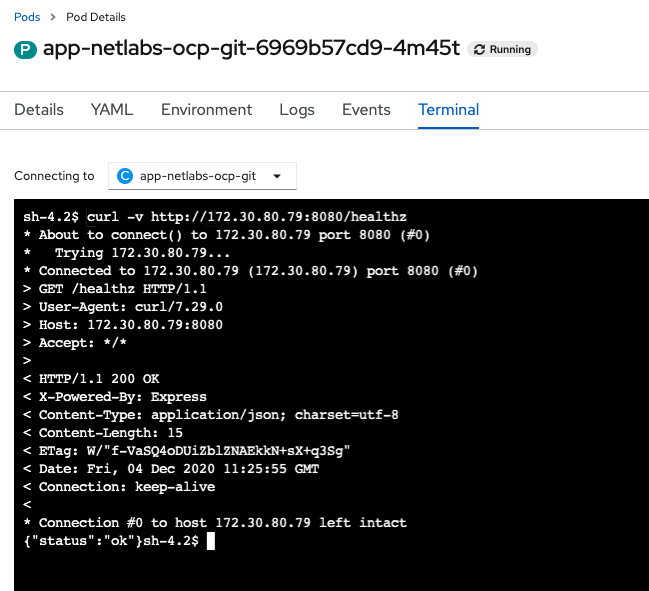 Pods > Pod Details
P app-netlabs-ocp-git-6969b57cd9-4m45t Running
Details YAML Environment Logs Events Terminal
Connecting to C app-netlabs-ocp-git
sh-4.2$ curl -v http://172.30.80.79:8080/healthz
* About to connect() to 172.30.80.79 port 8080 (#0)
*   Trying 172.30.80.79...
* Connected to 172.30.80.79 (172.30.80.79) port 8080 (#0)
> GET /healthz HTTP/1.1
> User-Agent: curl/7.29.0
> Host: 172.30.80.79:8080
> Accept: */*
>
< HTTP/1.1 200 OK
< X-Powered-By: Express
< Content-Type: application/json; charset=utf-8
< Content-Length: 15
< ETag: W/"f-VaSQ4oDUiZblZNAEkkN+sX+q3Sg"
< Date: Fri, 04 Dec 2020 11:25:55 GMT
< Connection: keep-alive
<
* Connection #0 to host 172.30.80.79 left intact
{"status":"ok"}sh-4.2$